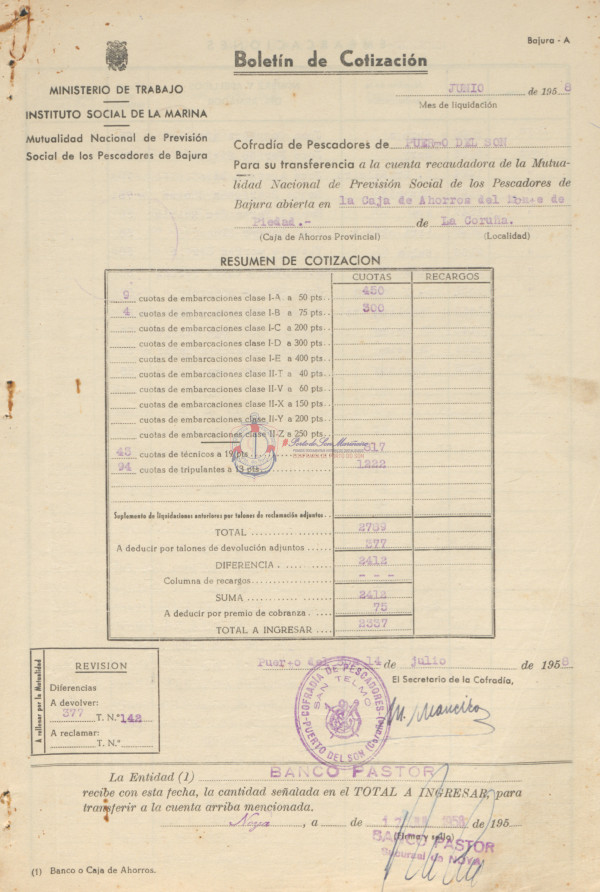 Bajura - A
Boletín de Cotización
MINISTERIO DE TRABAJO
INSTITUTO SOCIAL DE LA MARINA
Mutualidad Nacional de Previsión
Social de los Pescadores de Bajura
JUNIO de 1958
Mes de liquidación
Cofradía de Pescadores de PUERTO DEL SON
Para su transferencia a la cuenta recaudadora de la Mutua-
lidad Nacional de Previsión Social de los Pescadores de
Bajura abierta en la Caja de Ahorros del Monte de
Piedad.- de La Coruña.
(Caja de Ahorros Provincial) (Localidad)
RESUMEN DE COTIZACION
CUOTAS RECARGOS
9 cuotas de embarcaciones clase I-A a 50 pts. 450
4 cuotas de embarcaciones clase I-B a 75 pts. 300
cuotas de embarcaciones clase I-C a 200 pts.
cuotas de embarcaciones clase I-D a 300 pts.
cuotas de embarcaciones clase I-E a 400 pts.
cuotas de embarcaciones clase II-T a 40 pts.
cuotas de embarcaciones clase II-V a 60 pts.
cuotas de embarcaciones clase II-X a 150 pts.
cuotas de embarcaciones clase II-Y a 200 pts.
cuotas de embarcaciones clase II-Z a 250 pts.
43 cuotas de técnicos a 19 pts. 817
94 cuotas de tripulantes a 13 pts. 1222
Suplemento de liquidaciones anteriores por talones de reclamación adjuntos..
TOTAL 2789
A deducir por talones de devolución adjuntos 377
DIFERENCIA 2412
Columna de recargos - - -
SUMA 2412
A deducir por premio de cobranza 75
TOTAL A INGRESAR 2337
Puerto del Son 14 de julio de 1958
El Secretario de la Cofradía,
A rellenar por la Mutualidad
REVISION
Diferencias
A devolver:
377 T. N.º 142
A reclamar:
T. N.º
COFRADÍA DE PESCADORES
SAN TELMO
PUERTO DEL SON (Coruña)
La Entidad (1) BANCO PASTOR
recibe con esta fecha, la cantidad señalada en el TOTAL A INGRESAR, para
transferir a la cuenta arriba mencionada.
Noya, a de de 195
(Firma y sello)
BANCO PASTOR
Sucursal de NOYA
(1) Banco o Caja de Ahorros.